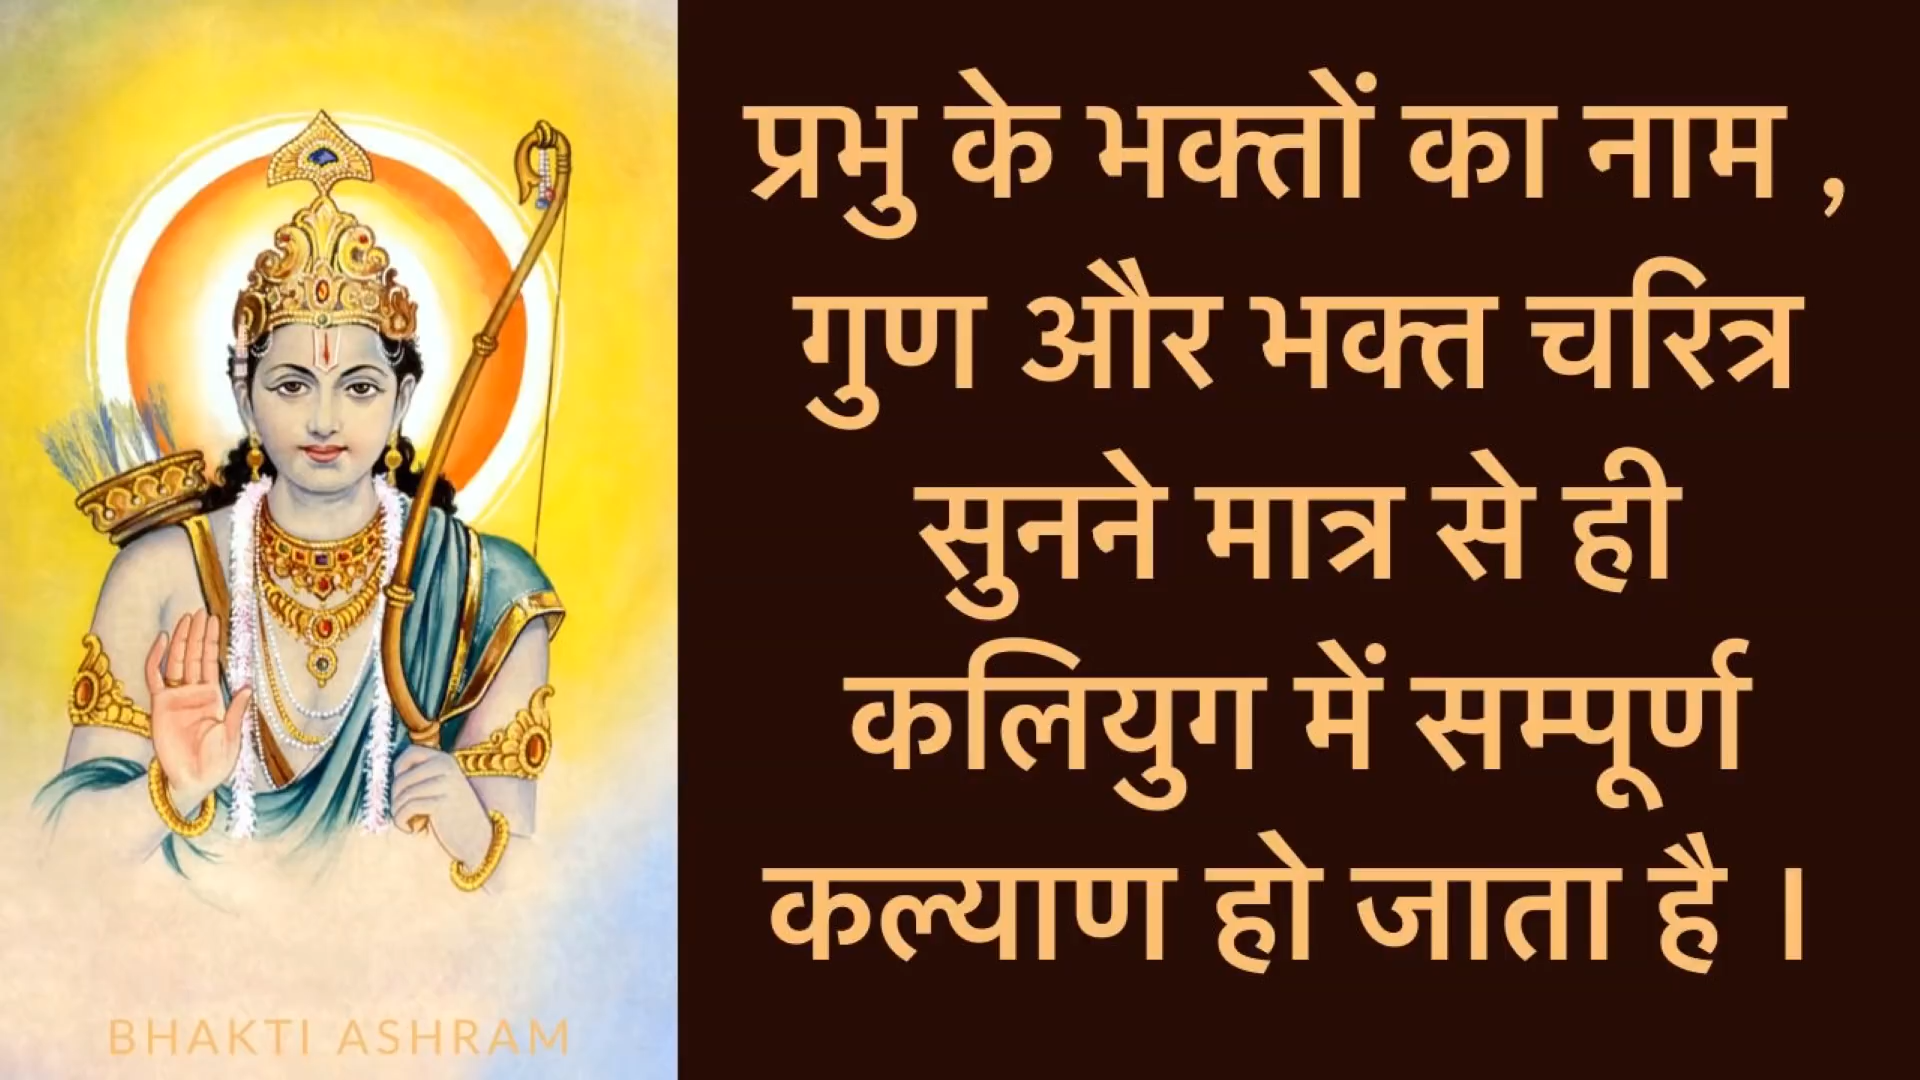 प्रभु के भक्तों का नाम ,
गुण और भक्त चरित्र
सुनने मात्र से ही
कलियुग में सम्पूर्ण
कल्याण हो जाता है ।
BHAKTI ASHRAM